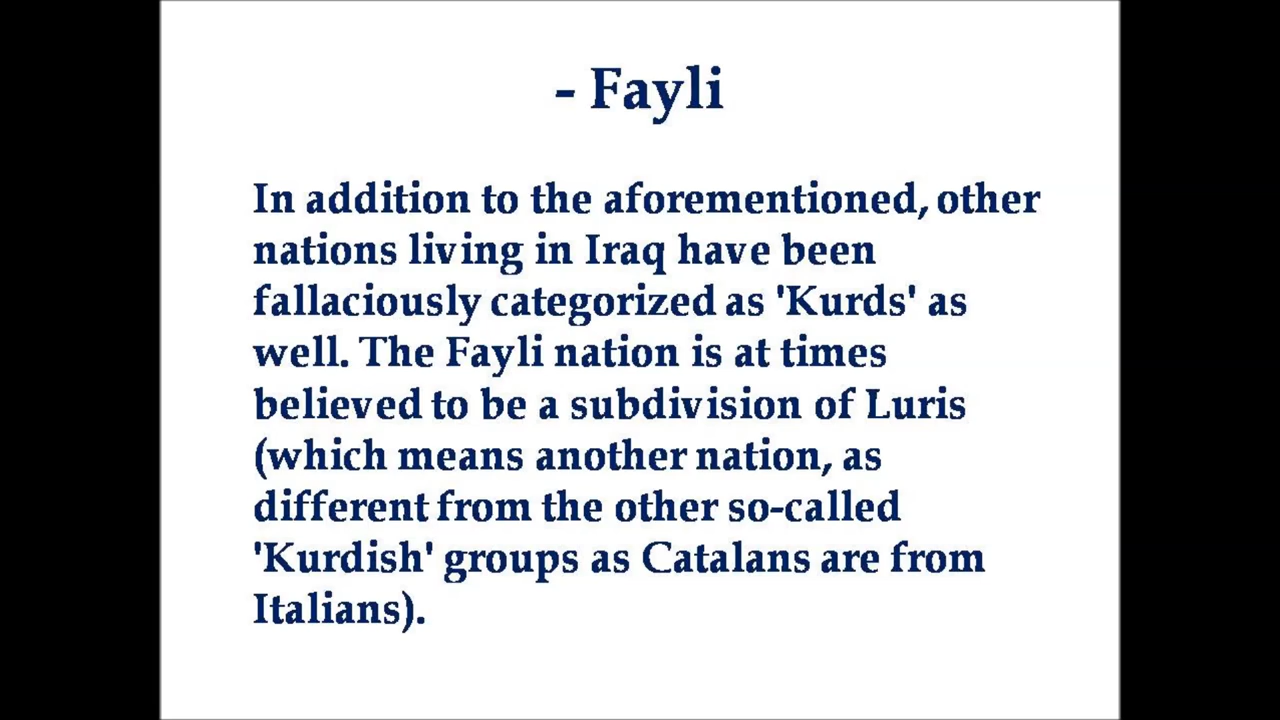 - Fayli
In addition to the aforementioned, other
nations living in Iraq have been
fallaciously categorized as 'Kurds' as
well. The Fayli nation is at times
believed to be a subdivision of Luris
(which means another nation, as
different from the other so-called
'Kurdish' groups as Catalans are from
Italians).